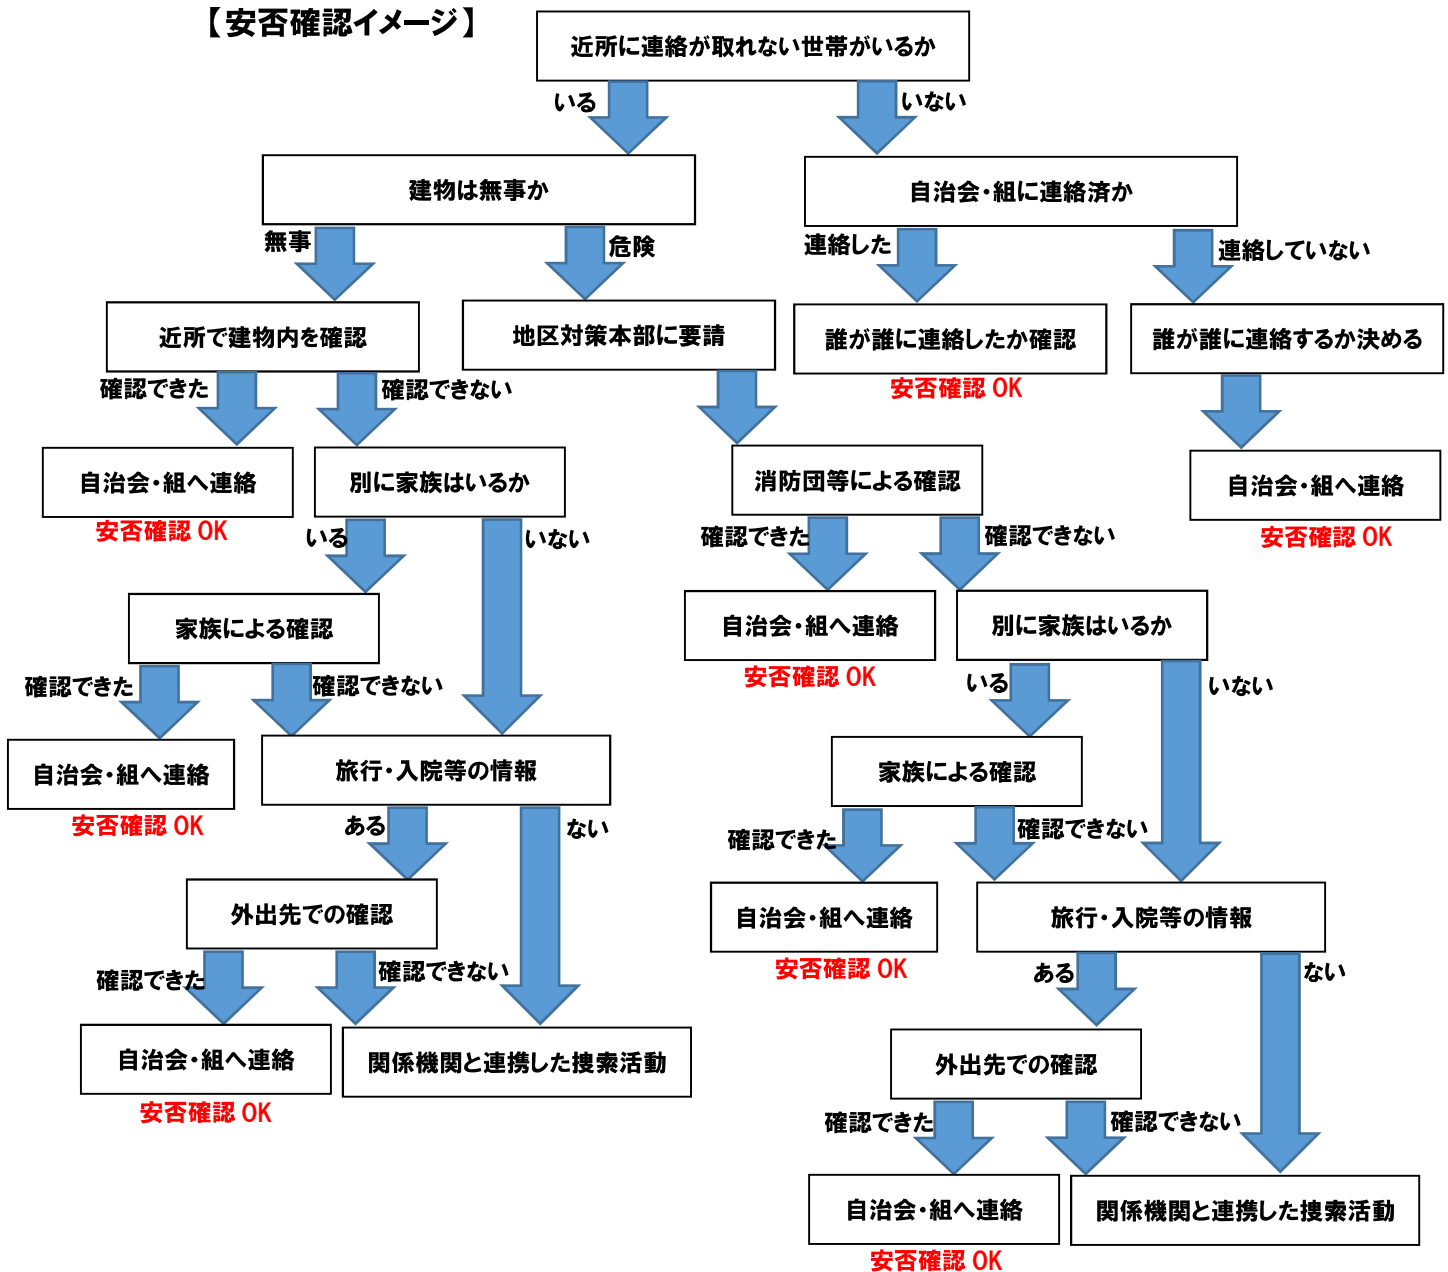 【安否確認イメージ】
近所に連絡が取れない世帯がいるか
いる
いない
建物は無事か
自治会・組に連絡済か
無事
危険
連絡した
連絡していない
近所で建物内を確認
地区対策本部に要請
誰が誰に連絡したか確認
誰が誰に連絡するか決める
確認できた
確認できない
安否確認 OK
自治会・組へ連絡
別に家族はいるか
消防団等による確認
自治会・組へ連絡
安否確認 OK
いる
いない
確認できた
確認できない
安否確認 OK
家族による確認
自治会・組へ連絡
別に家族はいるか
確認できた
確認できない
安否確認 OK
いる
いない
自治会・組へ連絡
旅行・入院等の情報
家族による確認
安否確認 OK
ある
ない
確認できた
確認できない
外出先での確認
自治会・組へ連絡
旅行・入院等の情報
確認できた
確認できない
安否確認 OK
ある
ない
自治会・組へ連絡
関係機関と連携した捜索活動
外出先での確認
安否確認 OK
確認できた
確認できない
自治会・組へ連絡
関係機関と連携した捜索活動
安否確認 OK